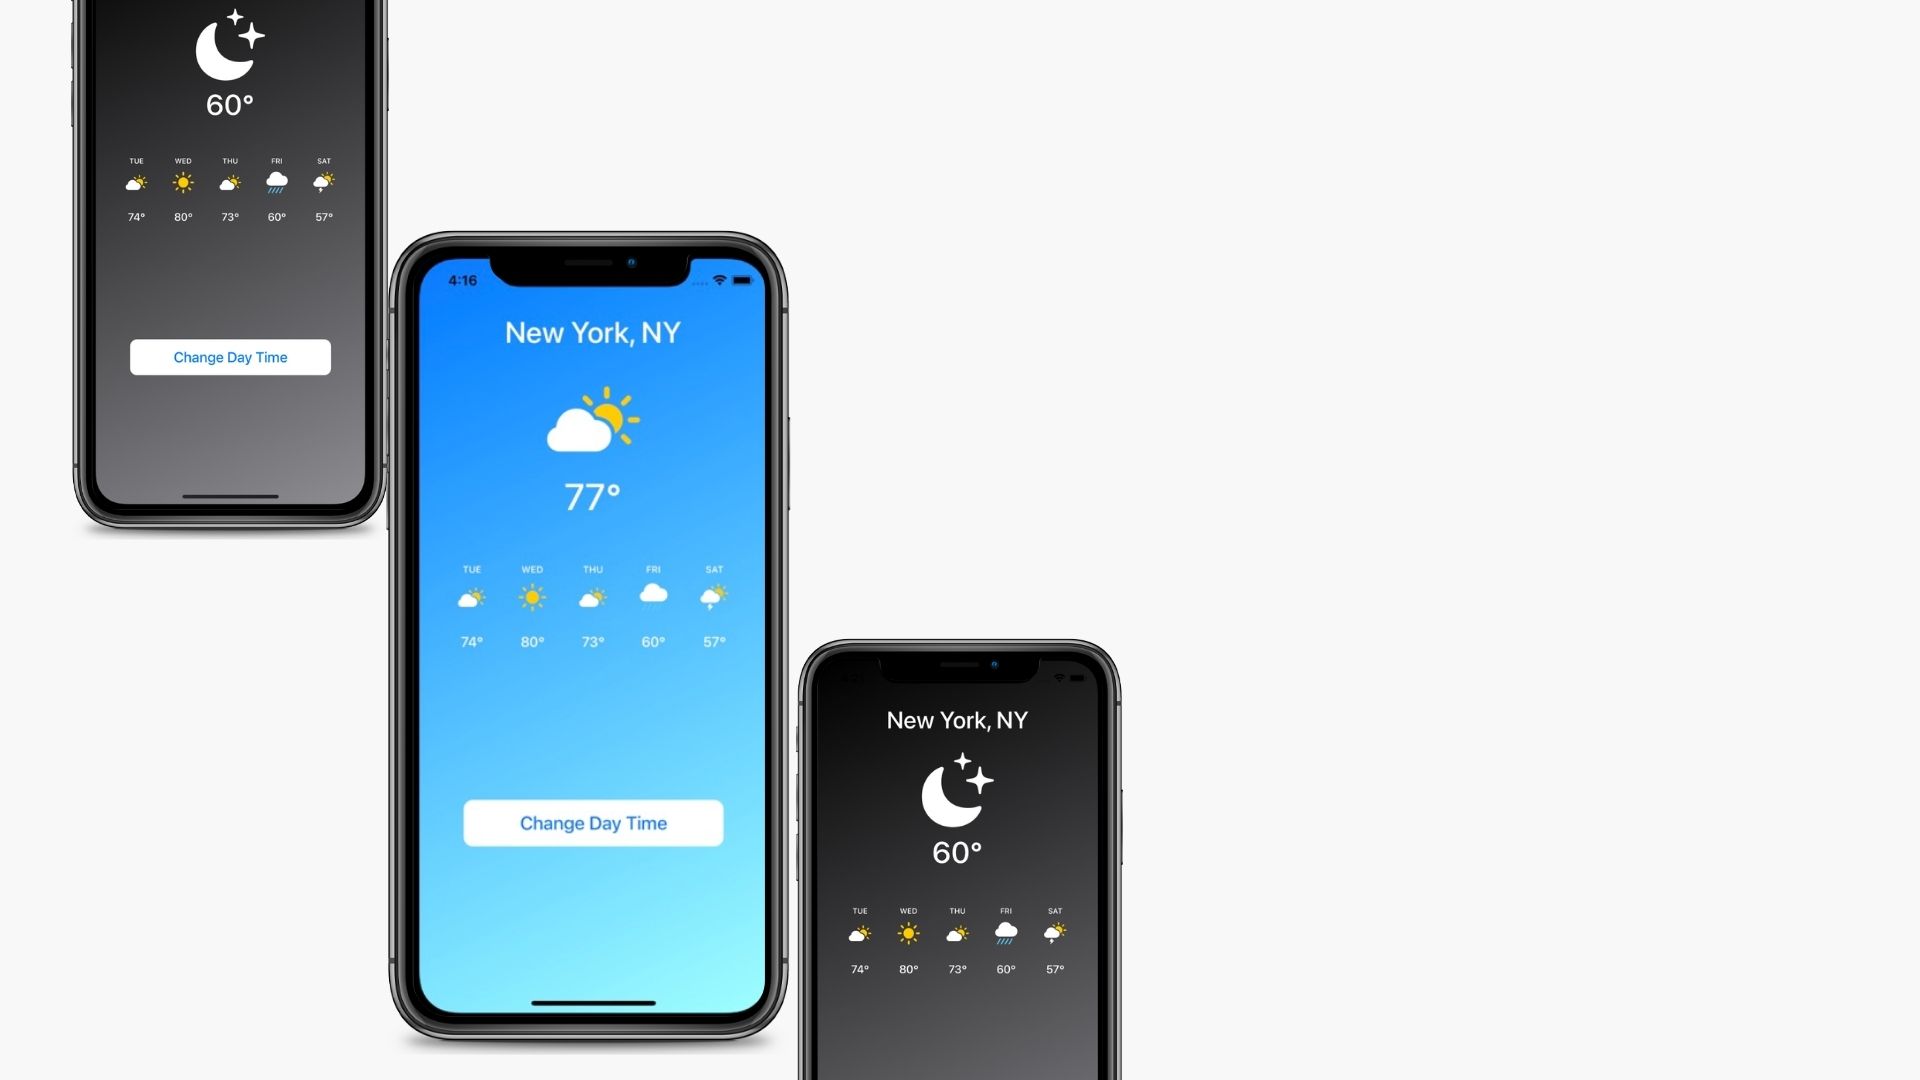 60°
TUE WED THU FRI SAT
74° 80° 73° 60° 57°
Change Day Time
4:16
New York, NY
77°
TUE WED THU FRI SAT
74° 80° 73° 60° 57°
Change Day Time
New York, NY
60°
TUE WED THU FRI SAT
74° 80° 73° 60° 57°